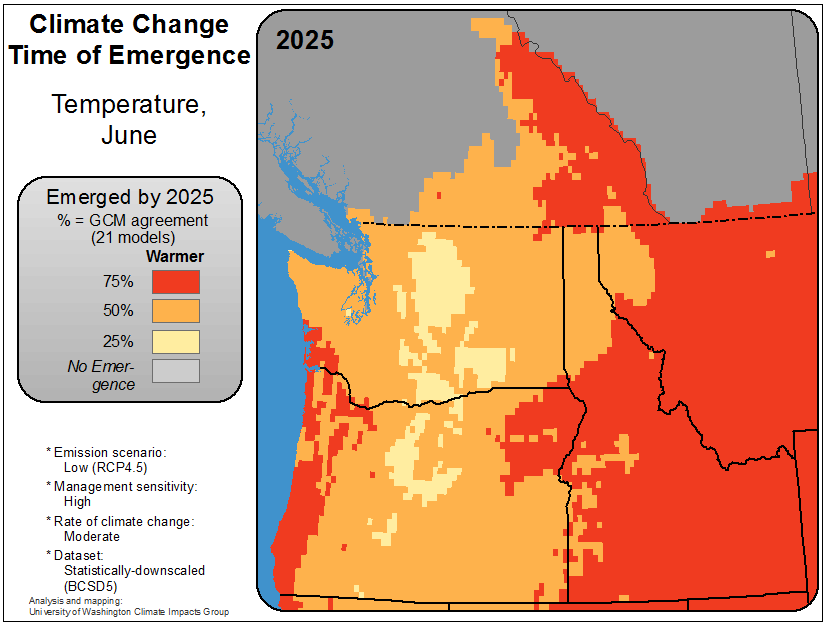 Climate Change
Time of Emergence
Temperature,
June
2025
Emerged by 2025
% = GCM agreement
(21 models)
Warmer
75%
50%
25%
No Emer-
gence
* Emission scenario:
Low (RCP4.5)
* Management sensitivity:
High
* Rate of climate change:
Moderate
* Dataset:
Statistically-downscaled
(BCSD5)
Analysis and mapping:
University of Washington Climate Impacts Group